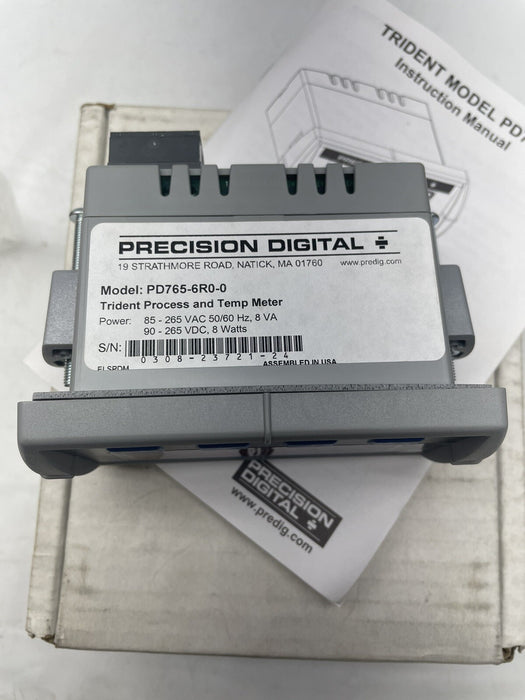 TRIDENT MODEL PD7
Instruction Manual
PRECISION DIGITAL
19 STRATHMORE ROAD, NATICK, MA 01760 www.predig.com
Model: PD765-6R0-0
Trident Process and Temp Meter
Power: 85 - 265 VAC 50/60 Hz, 8 VA
90 - 265 VDC, 8 Watts
S/N:
0308-23721-24
ELSPDM ASSEMBLED IN USA
PRECISION
DIGITAL
www.predig.com